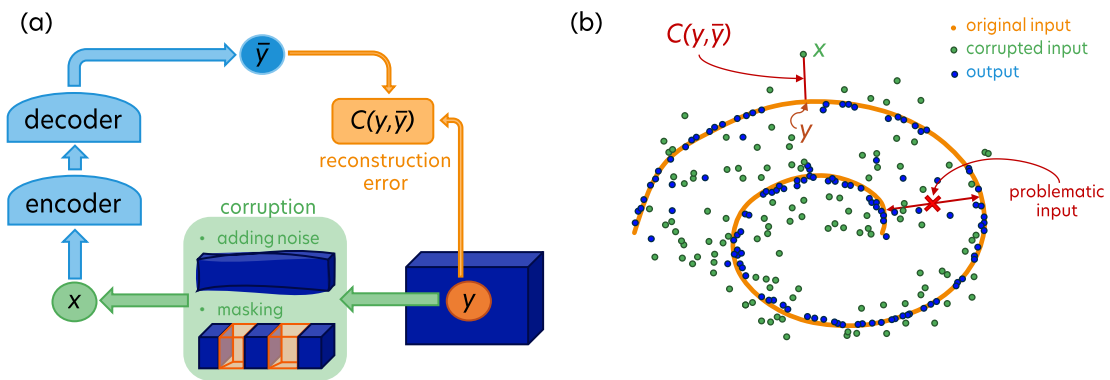 (a)
ȳ
decoder
C(y,ȳ)
reconstruction
error
encoder
corruption
• adding noise
x
y
• masking
(b)
C(y,ȳ)
x
y
original input
corrupted input
output
problematic
input